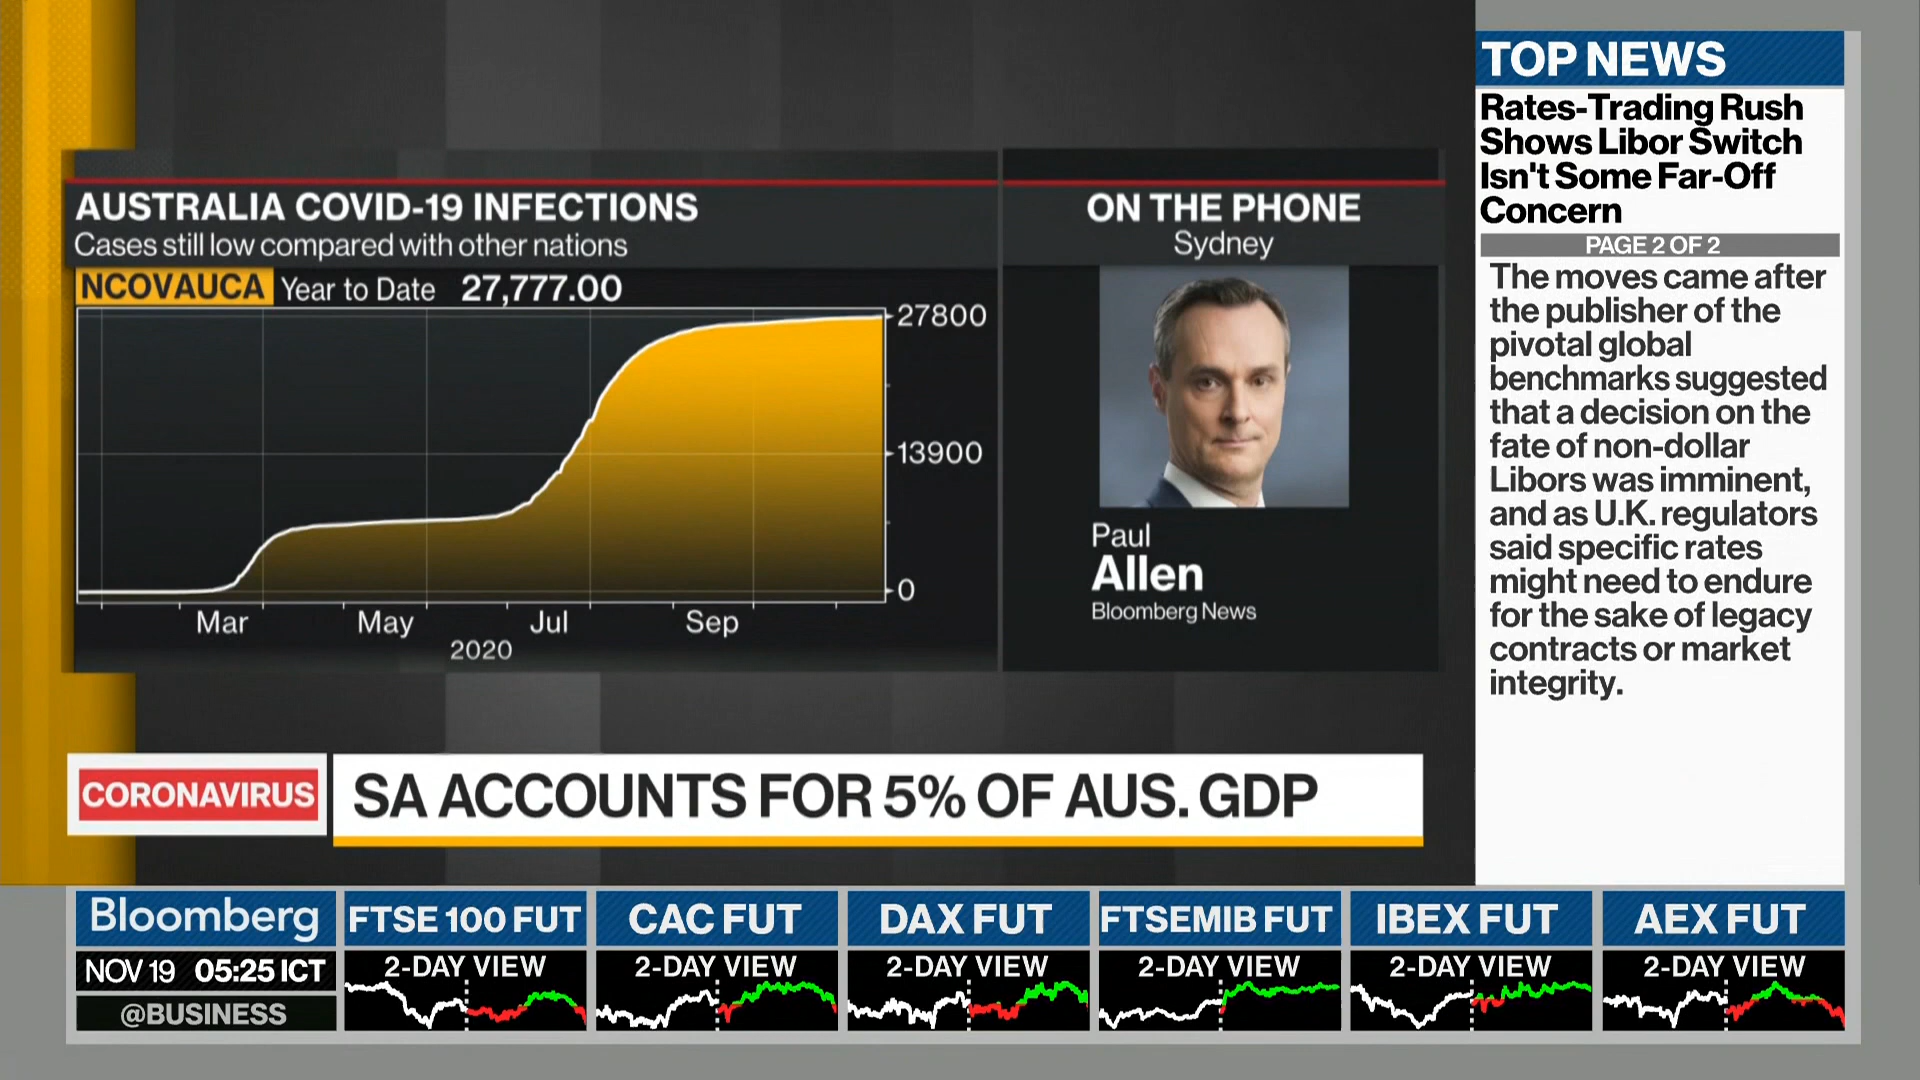 AUSTRALIA COVID-19 INFECTIONS
Cases still low compared with other nations
NCOVAUCA Year to Date 27,777.00
27800
13900
0
Mar May Jul Sep
2020
ON THE PHONE
Sydney
Paul
Allen
Bloomberg News
TOP NEWS
Rates-Trading Rush
Shows Libor Switch
Isn't Some Far-Off
Concern
PAGE 2 OF 2
The moves came after
the publisher of the
pivotal global
benchmarks suggested
that a decision on the
fate of non-dollar
Libors was imminent,
and as U.K. regulators
said specific rates
might need to endure
for the sake of legacy
contracts or market
integrity.
CORONAVIRUS
SA ACCOUNTS FOR 5% OF AUS. GDP
Bloomberg
NOV 19 05:25 ICT
@BUSINESS
FTSE 100 FUT
2-DAY VIEW
CAC FUT
2-DAY VIEW
DAX FUT
2-DAY VIEW
FTSEMIB FUT
2-DAY VIEW
IBEX FUT
2-DAY VIEW
AEX FUT
2-DAY VIEW